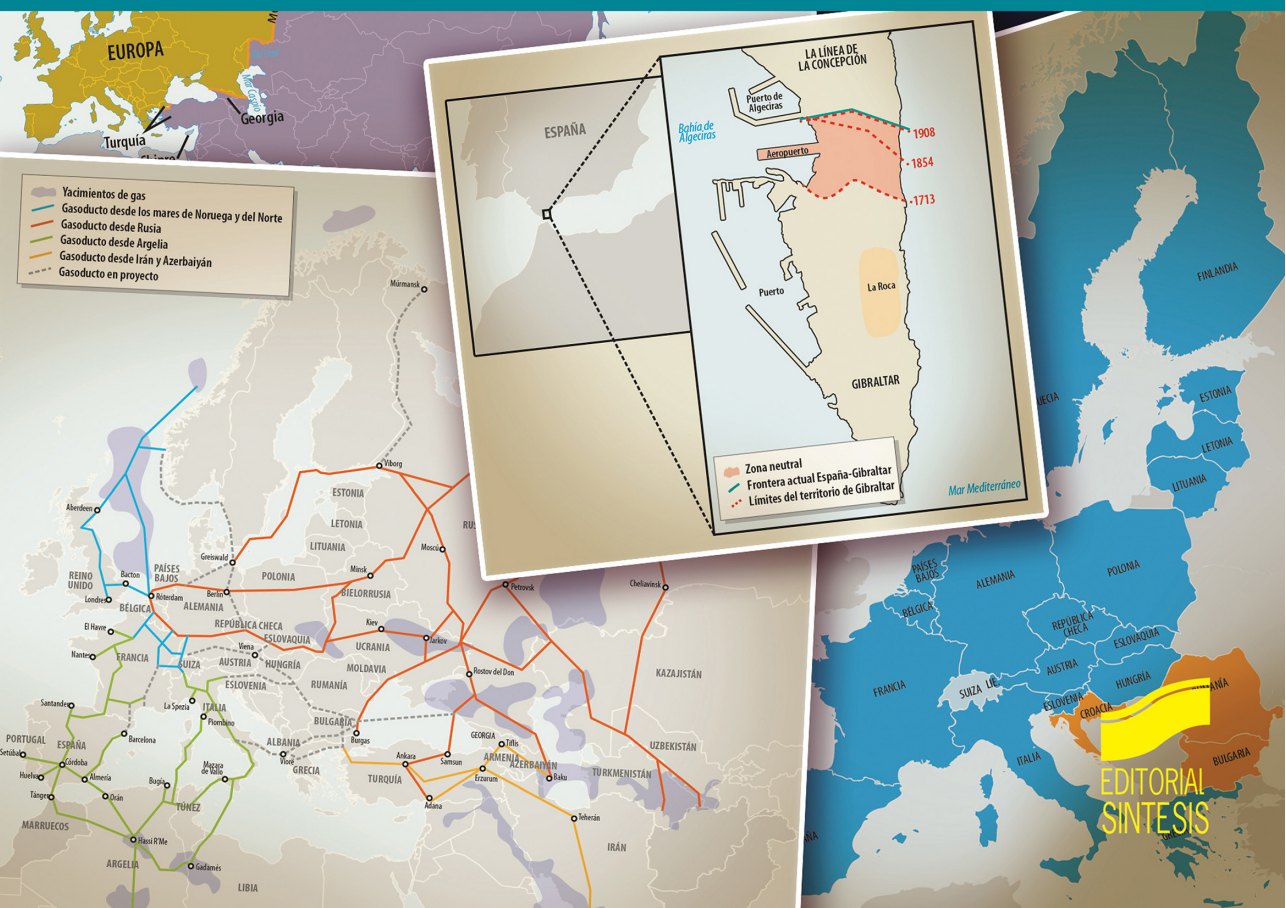 EUROPA
Mar Caspio
Georgia
Turquía
Yacimientos de gas
Gasoducto desde los mares de Noruega y del Norte
Gasoducto desde Rusia
Gasoducto desde Argelia
Gasoducto desde Irán y Azerbaiyán
Gasoducto en proyecto
Múrmansk
Viborg
ESTONIA
LETONIA
LITUANIA
Moscú
Aberdeen
Greiswald
Minsk
REINO
UNIDO
Bacton
PAÍSES
BAJOS
POLONIA
Londres
Róterdam
Berlín
BIELORRUSIA
BÉLGICA
ALEMANIA
El Havre
REPÚBLICA CHECA
ESLOVAQUIA
Kiev
Járkov
Petrovsk
Cheliavinsk
Nantes
FRANCIA
SUIZA
Viena
AUSTRIA
HUNGRÍA
UCRANIA
MOLDAVIA
Rostov del Don
KAZAJISTÁN
ESLOVENIA
RUMANÍA
Santander
La Spezia
ITALIA
Piombino
BULGARIA
Burgas
PORTUGAL
ESPAÑA
Barcelona
ALBANIA
Vlorë
GRECIA
GEORGIA
Tiflis
UZBEKISTÁN
Setúbal
Córdoba
Ankara
Samsun
ARMENIA
AZERBAIYÁN
Huelva
Almería
Bugía
Mazara
de Vallo
TURQUÍA
Erzarum
Baku
TURKMENISTÁN
Tánger
Orán
TÚNEZ
Adana
Teherán
MARRUECOS
Hassi R'Me
IRÁN
ARGELIA
Gadamés
LIBIA
ESPAÑA
LA LÍNEA DE
LA CONCEPCIÓN
Puerto de
Algeciras
Bahía de
Algeciras
1908
Aeropuerto
1854
1713
Puerto
La Roca
GIBRALTAR
Zona neutral
Frontera actual España-Gibraltar
Límites del territorio de Gibraltar
Mar Mediterráneo
FINLANDIA
UECIA
ESTONIA
LETONIA
LITUANIA
PAÍSES
BAJOS
ALEMANIA
POLONIA
BÉLGICA
REPÚBLICA
CHECA
ESLOVAQUIA
FRANCIA
SUIZA
LIE.
AUSTRIA
HUNGRÍA
ESLOVENIA
CROACIA
ITALIA
BULGARIA
EDITORIAL
SINTESIS